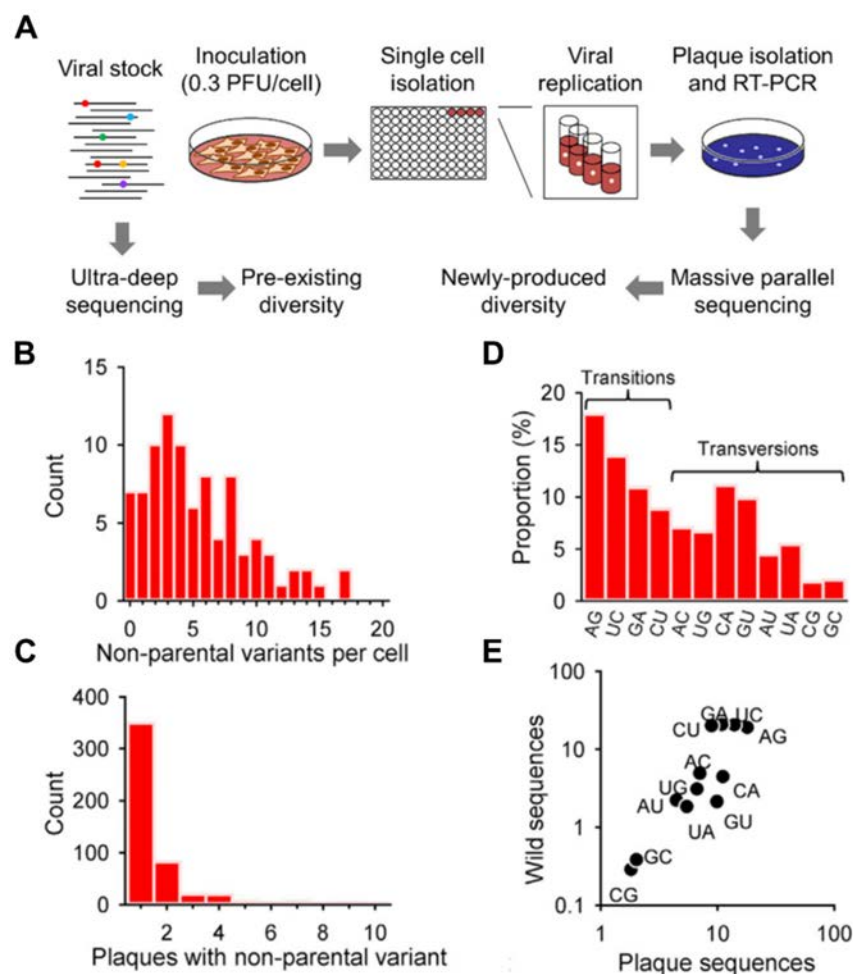 A
Viral stock
Inoculation
(0.3 PFU/cell)
Single cell
isolation
Viral
replication
Plaque isolation
and RT-PCR
Ultra-deep
sequencing
Pre-existing
diversity
Newly-produced
diversity
Massive parallel
sequencing
B
15
10
5
0
Count
0 5 10 15 20
Non-parental variants per cell
C
400
300
200
100
0
Count
2 4 6 8 10
Plaques with non-parental variant
D
Transitions
Transversions
20
15
10
5
0
Proportion (%)
AG UC GA CU AC UG CA GU AU UA CG GC
E
100
10
1
0.1
Wild sequences
GA UC
CU AG
AC
UG CA
AU GU
UA
GC
CG
1 10 100
Plaque sequences